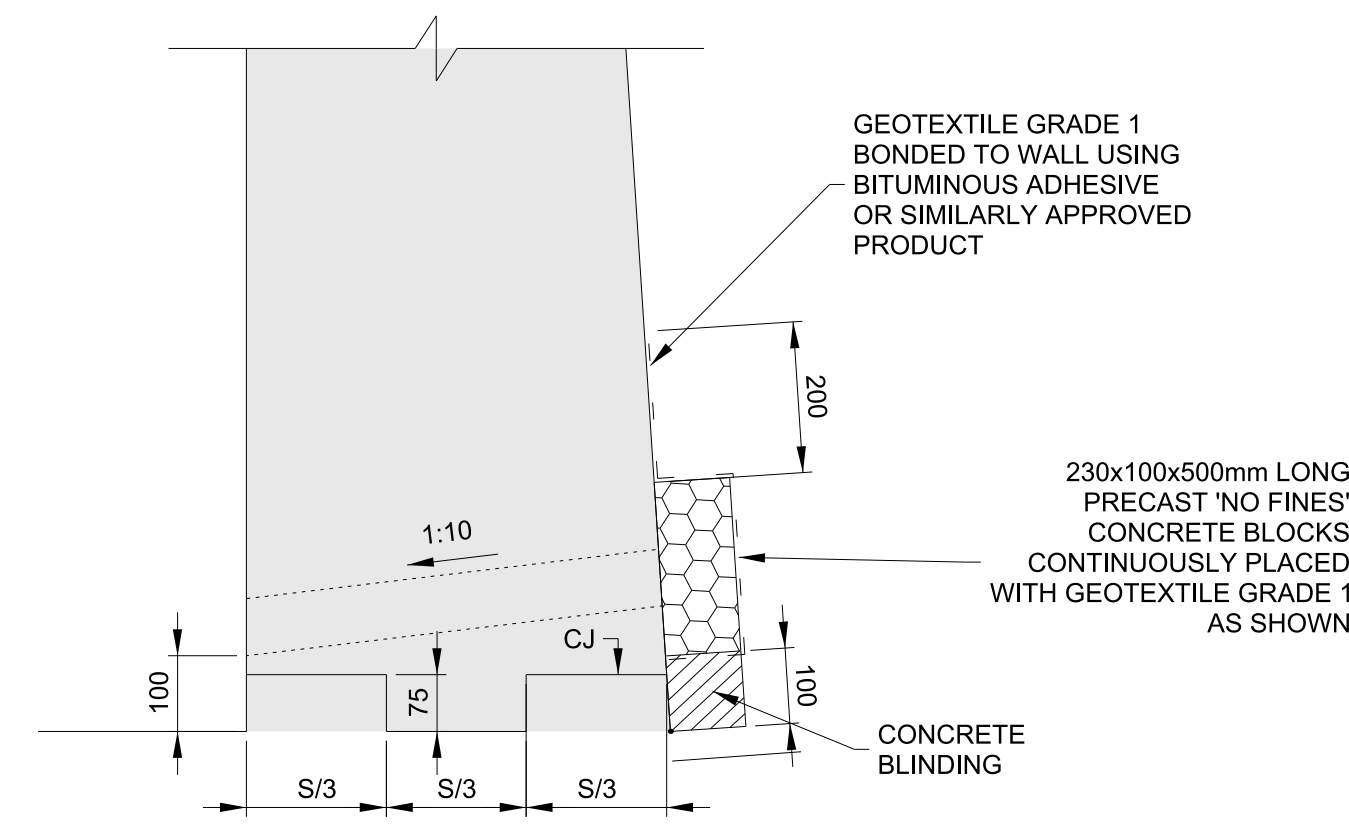 GEOTEXTILE GRADE 1
BONDED TO WALL USING
BITUMINOUS ADHESIVE
OR SIMILARLY APPROVED
PRODUCT
200
230x100x500mm LONG
PRECAST 'NO FINES'
CONCRETE BLOCKS
CONTINUOUSLY PLACED
WITH GEOTEXTILE GRADE 1
AS SHOWN
1:10
CJ
100
75
100
CONCRETE
BLINDING
S/3
S/3
S/3